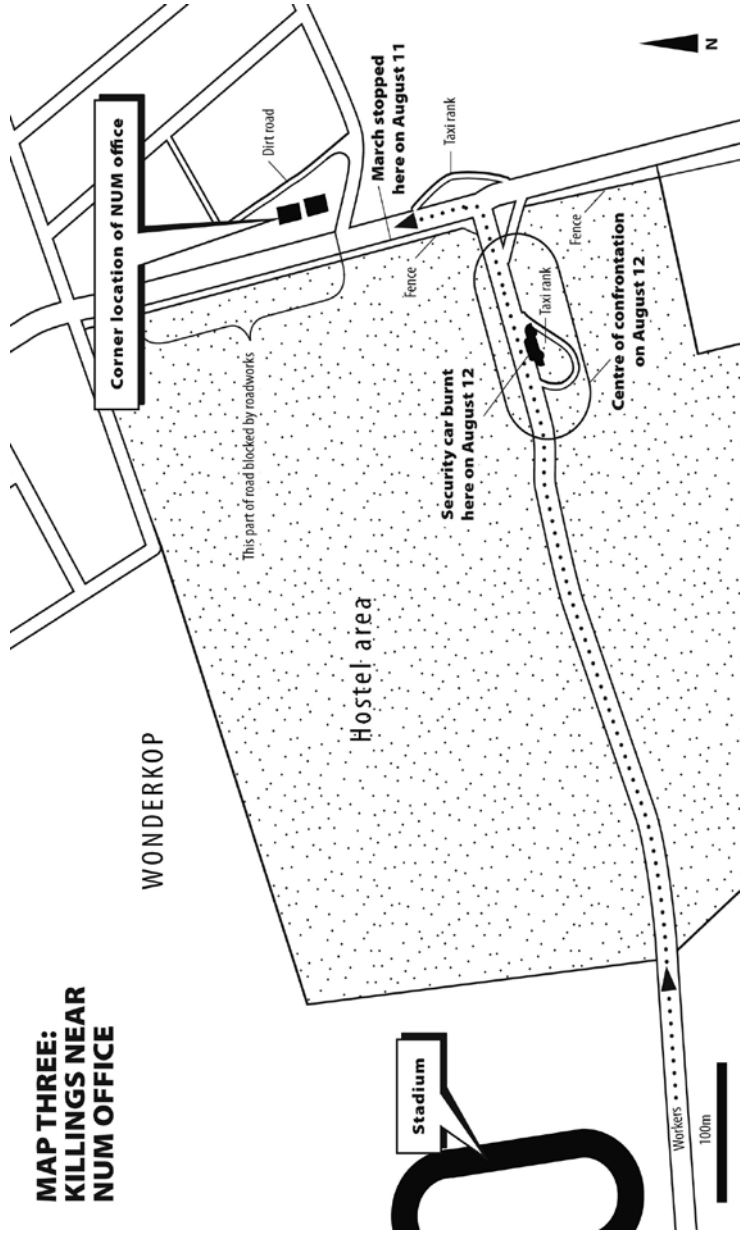 MAP THREE:
KILLINGS NEAR
NUM OFFICE
WONDERKOP
Corner location of NUM office
Dirt road
This part of road blocked by roadworks
March stopped
here on August 11
Taxi rank
Fence
Hostel area
Security car burnt
here on August 12
Taxi rank
Fence
Centre of confrontation
on August 12
Stadium
Workers
100m
N